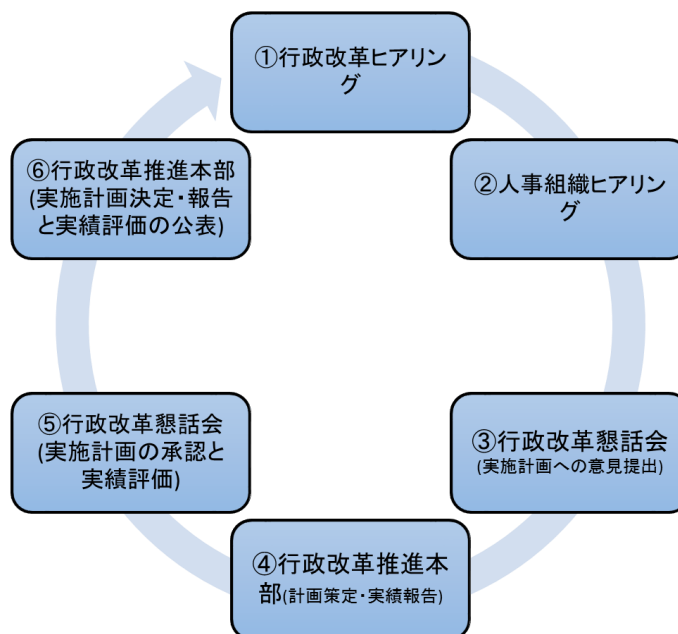 ①行政改革ヒアリン
グ
②人事組織ヒアリン
グ
③行政改革懇話会
(実施計画への意見提出)
④行政改革推進本
部(計画策定・実績報告)
⑤行政改革懇話会
(実施計画の承認と
実績評価)
⑥行政改革推進本部
(実施計画決定・報告
と実績評価の公表)